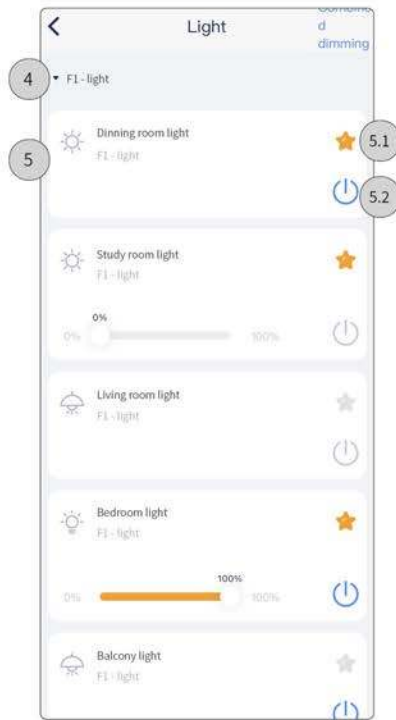 Light
Combine
d
dimming
4
F1 - light
5
Dinning room light
F1 - light
5.1
5.2
Study room light
F1 - light
0%
0%
100%
Living room light
F1 - light
Bedroom light
F1 - light
100%
0%
100%
Balcony light
F1 - light